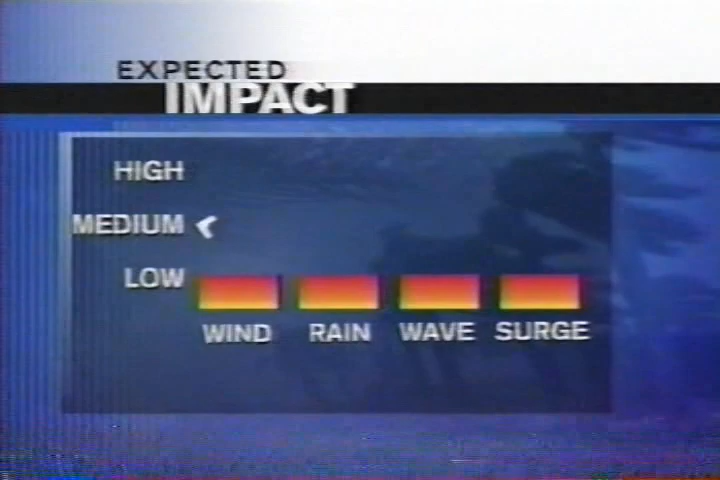 EXPECTED
IMPACT
HIGH
MEDIUM
LOW
WIND RAIN WAVE SURGE